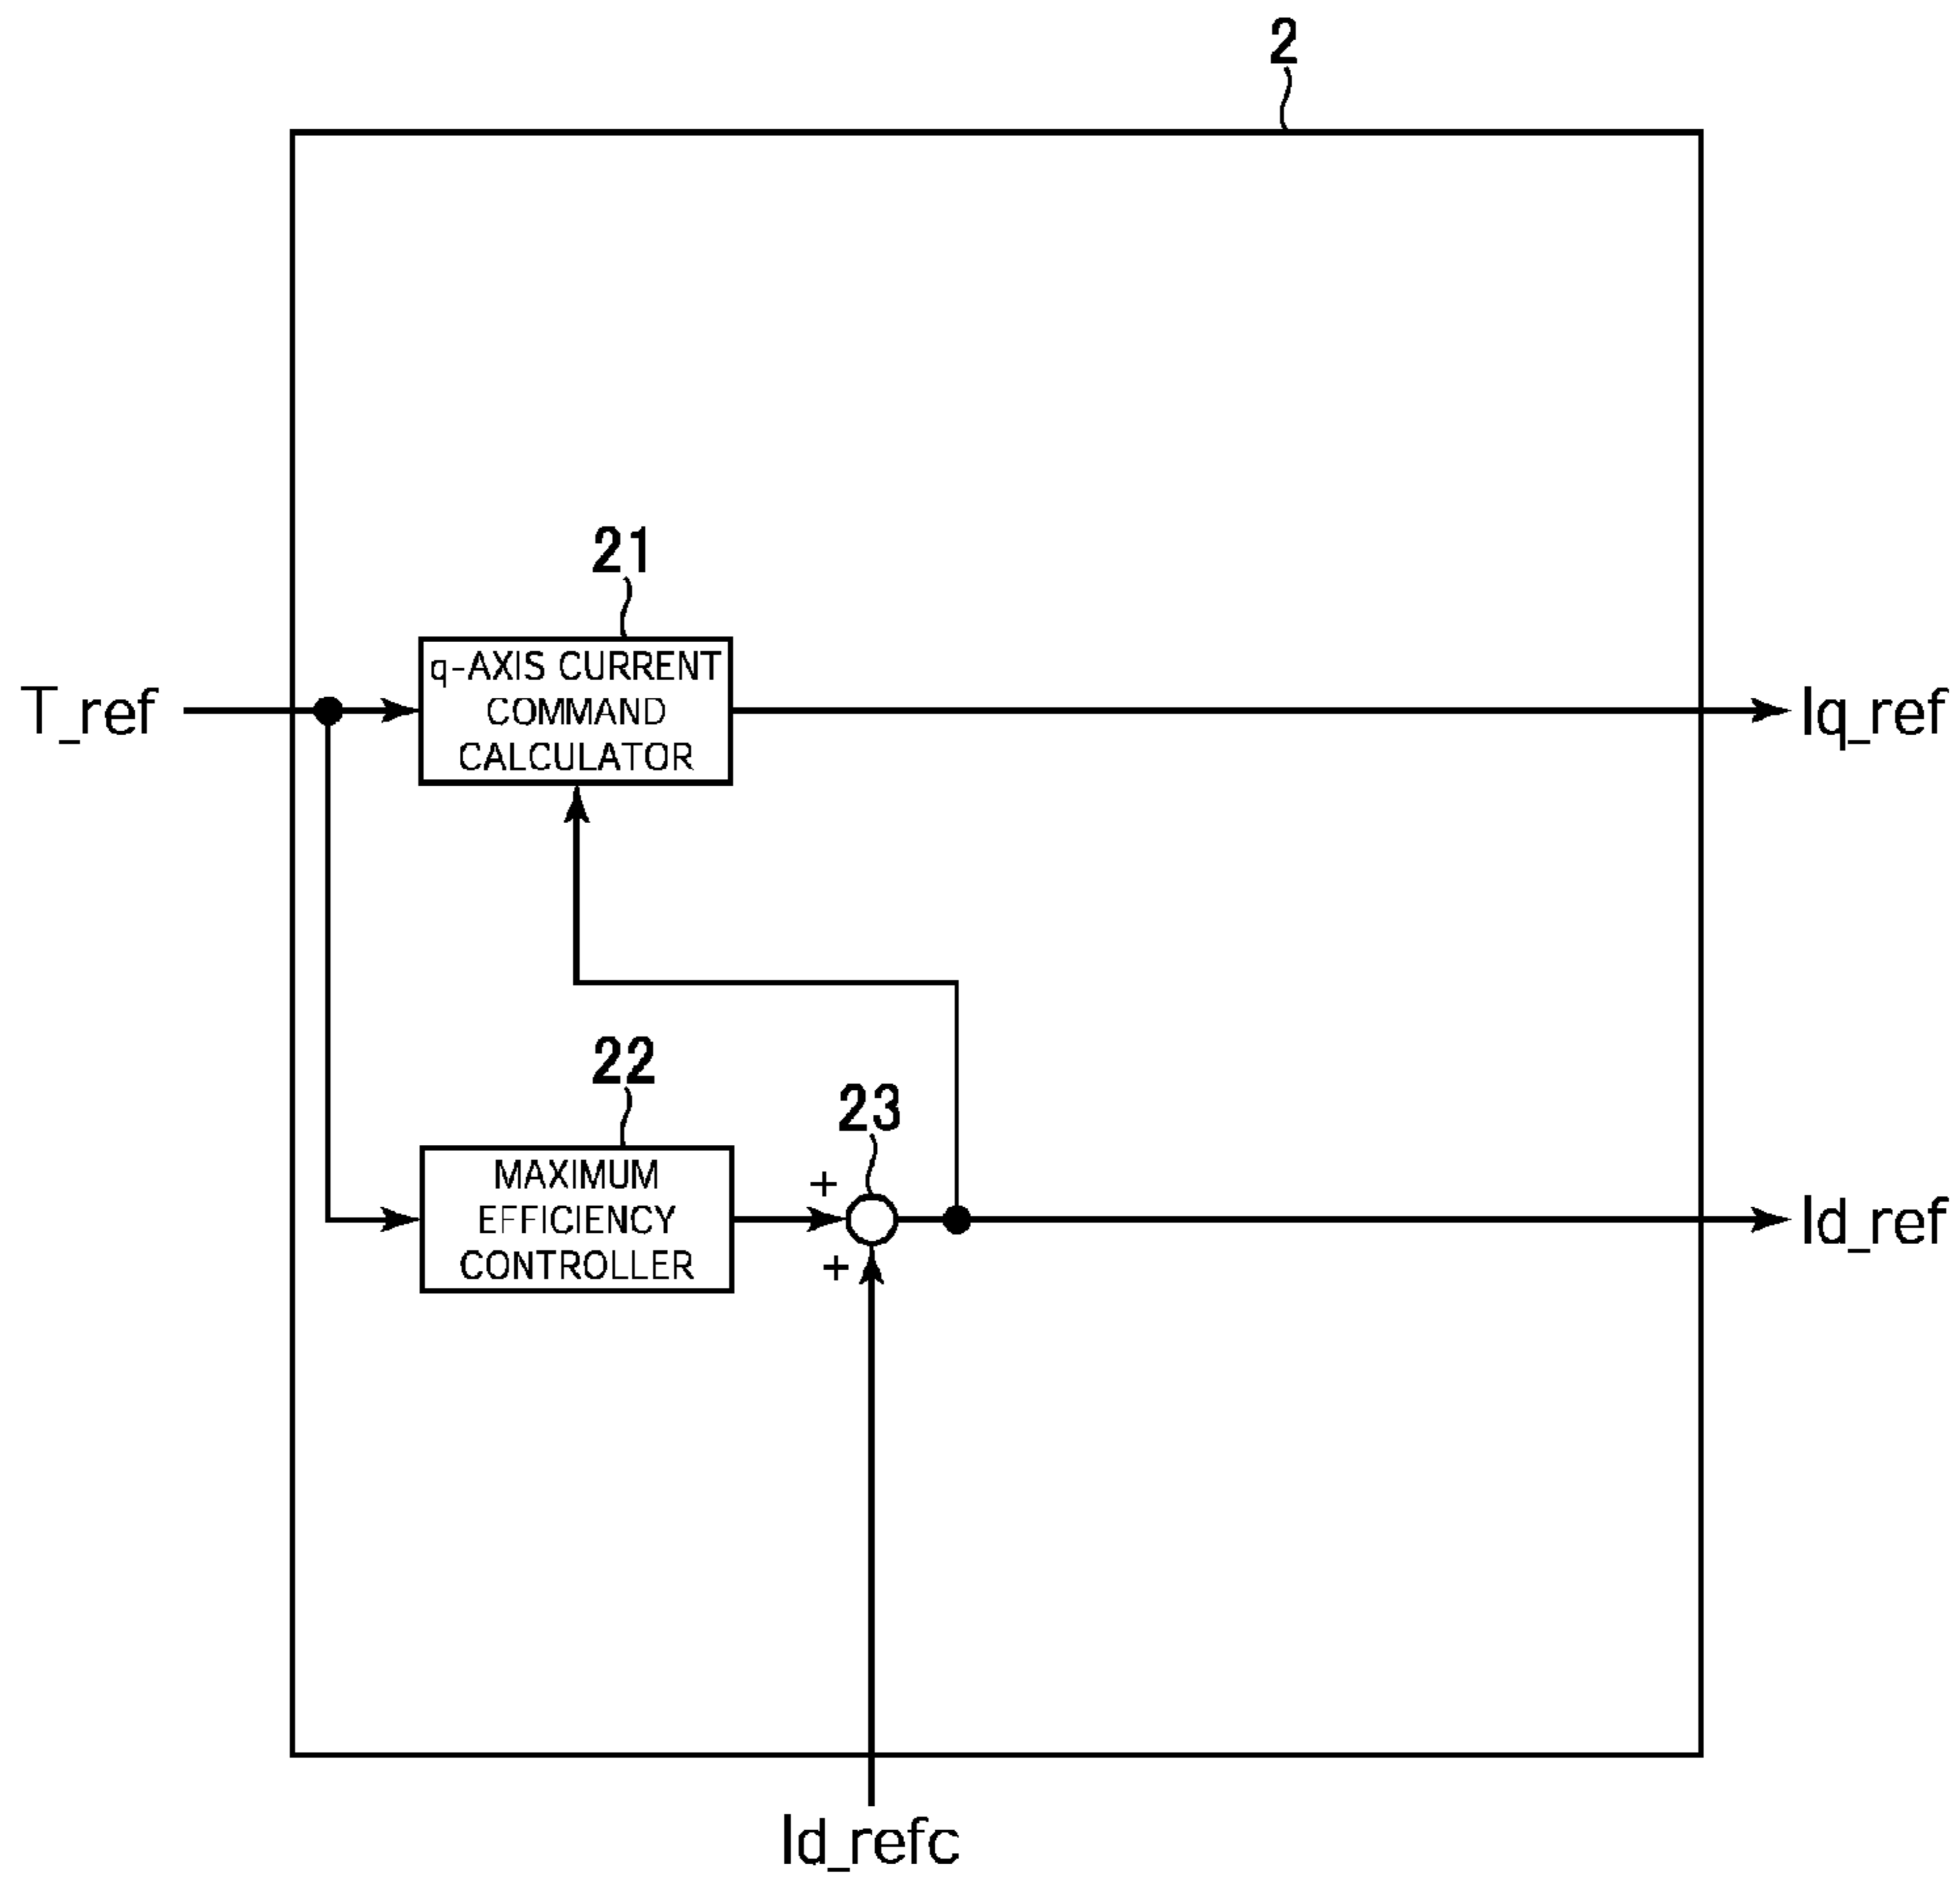 2
21
q-AXIS CURRENT
COMMAND
CALCULATOR
T_ref
Iq_ref
22
23
MAXIMUM
EFFICIENCY
CONTROLLER
+
+
Id_ref
Id_refc